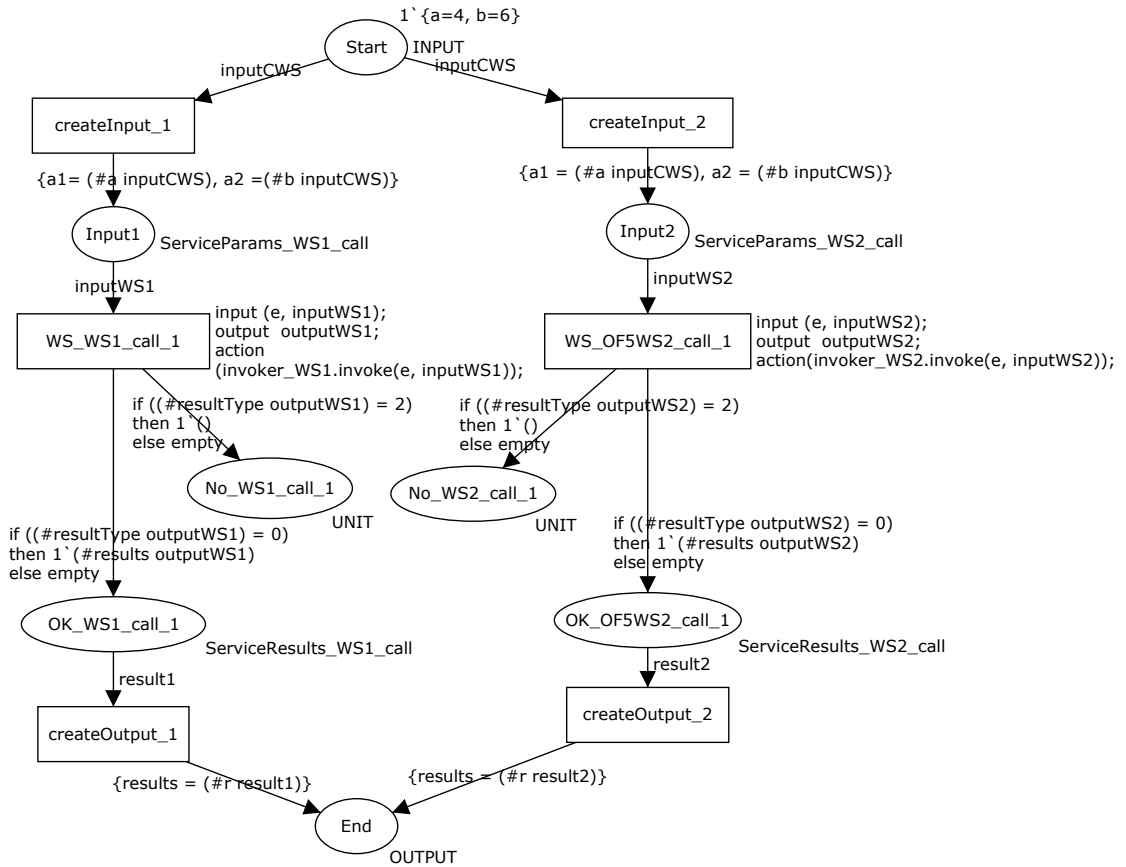 1`{a=4, b=6}
Start
INPUT
inputCWS
inputCWS
createInput_1
createInput_2
{a1= (#a inputCWS), a2 =(#b inputCWS)}
{a1 = (#a inputCWS), a2 = (#b inputCWS)}
Input1
ServiceParams_WS1_call
Input2
ServiceParams_WS2_call
inputWS1
inputWS2
WS_WS1_call_1
input (e, inputWS1);
output  outputWS1;
action
(invoker_WS1.invoke(e, inputWS1));
WS_OF5WS2_call_1
input (e, inputWS2);
output  outputWS2;
action(invoker_WS2.invoke(e, inputWS2));
if ((#resultType outputWS1) = 2)
then 1`()
else empty
if ((#resultType outputWS2) = 2)
then 1`()
else empty
No_WS1_call_1
UNIT
No_WS2_call_1
UNIT
if ((#resultType outputWS1) = 0)
then 1`(#results outputWS1)
else empty
if ((#resultType outputWS2) = 0)
then 1`(#results outputWS2)
else empty
OK_WS1_call_1
ServiceResults_WS1_call
OK_OF5WS2_call_1
ServiceResults_WS2_call
result1
result2
createOutput_1
createOutput_2
{results = (#r result1)}
{results = (#r result2)}
End
OUTPUT